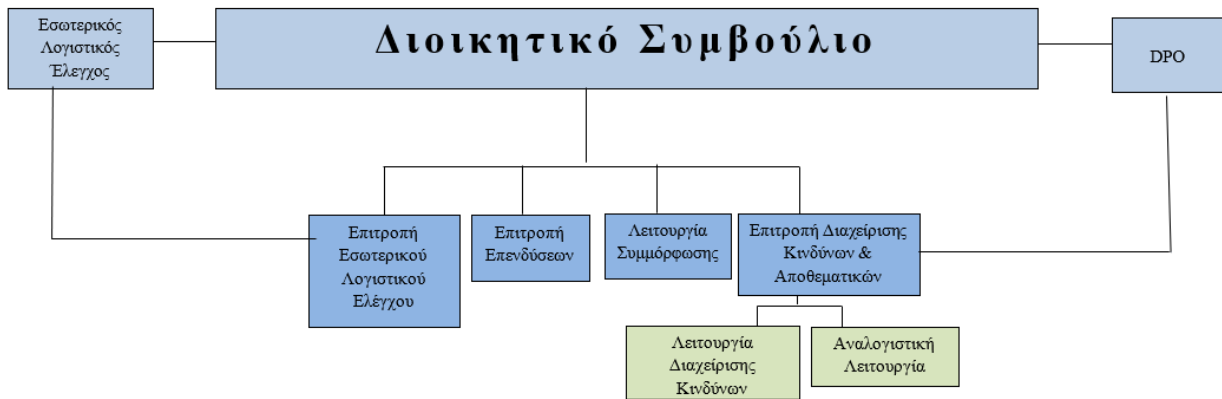 Εσωτερικός
Λογιστικός
Έλεγχος
Διοικητικό Συμβούλιο
DPO
Επιτροπή
Εσωτερικού
Λογιστικού
Ελέγχου
Επιτροπή
Επενδύσεων
Λειτουργία
Συμμόρφωσης
Επιτροπή Διαχείρισης
Κινδύνων &
Αποθεματικών
Λειτουργία
Διαχείρισης
Κινδύνων
Αναλογιστική
Λειτουργία